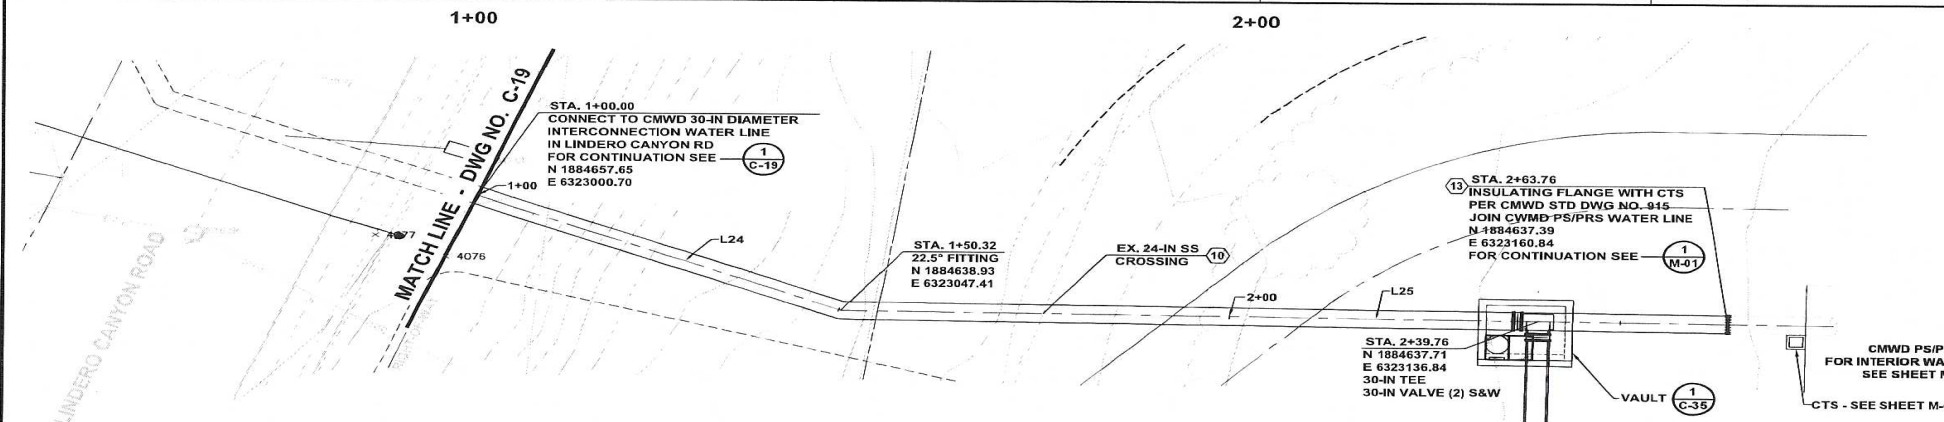 1+00
2+00
MATCH LINE - DWG NO. C-19
STA. 1+00.00
CONNECT TO CMWD 30-IN DIAMETER
INTERCONNECTION WATER LINE
IN LINDERO CANYON RD
FOR CONTINUATION SEE
N 1884657.65
E 6323000.70
1
C-19
1+00
4077
4076
LINDERO CANYON ROAD
L24
STA. 1+50.32
22.5° FITTING
N 1884638.93
E 6323047.41
EX. 24-IN SS
CROSSING
10
2+00
L25
13
STA. 2+63.76
INSULATING FLANGE WITH CTS
PER CMWD STD DWG NO. 915
JOIN CWMD PS/PRS WATER LINE
N 1884637.39
E 6323160.84
FOR CONTINUATION SEE
1
M-01
STA. 2+39.76
N 1884637.71
E 6323136.84
30-IN TEE
30-IN VALVE (2) S&W
VAULT
1
C-35
CMWD PS/P
FOR INTERIOR WA
SEE SHEET
CTS - SEE SHEET M-